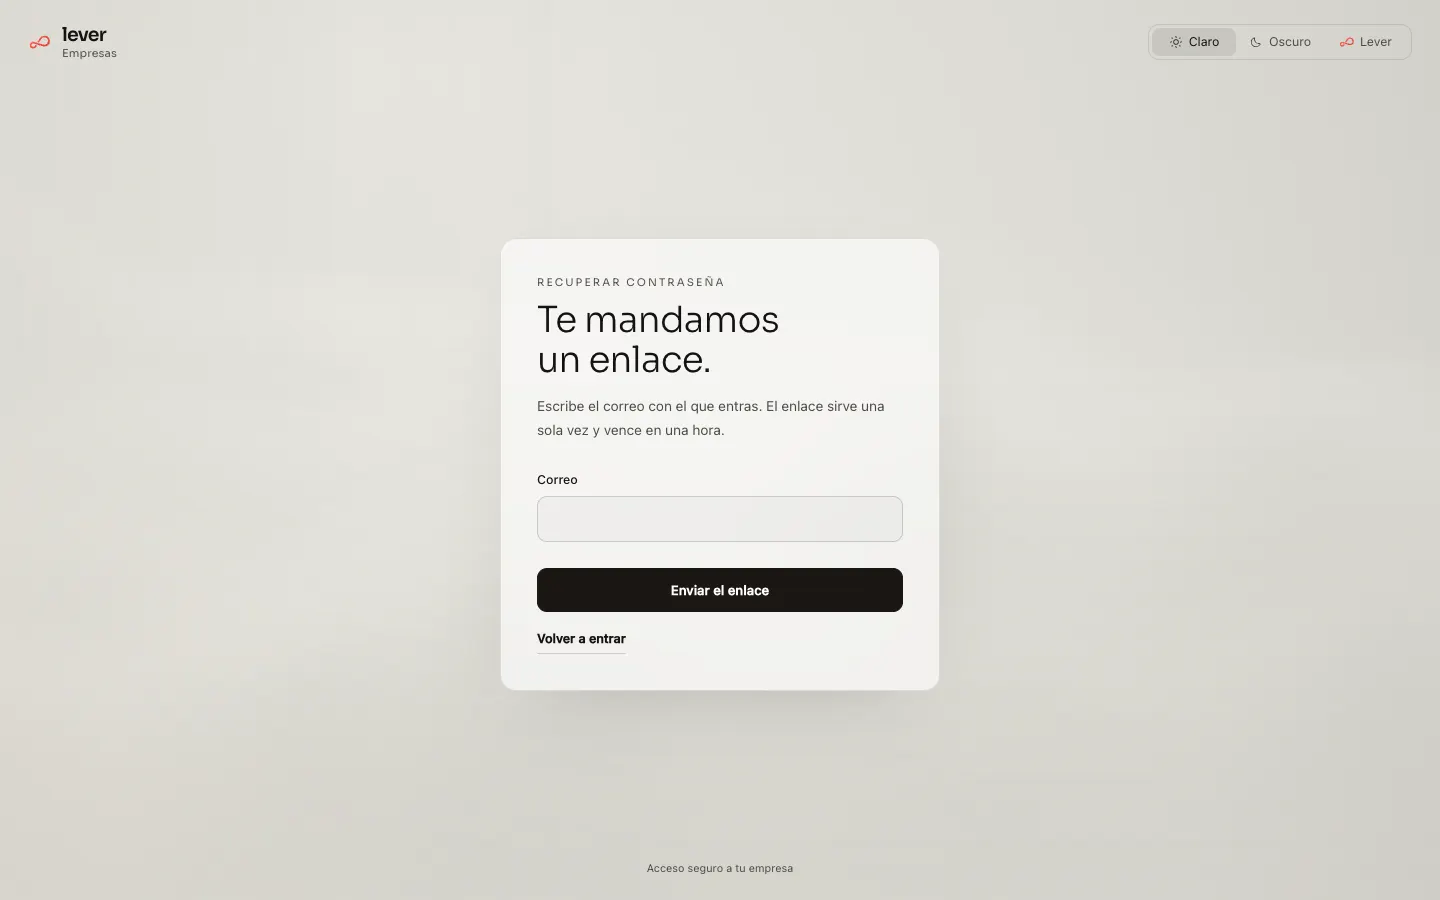 lever
Empresas
Claro
Oscuro
Lever
RECUPERAR CONTRASEÑA
Te mandamos
un enlace.
Escribe el correo con el que entras. El enlace sirve una
sola vez y vence en una hora.
Correo
Enviar el enlace
Volver a entrar
Acceso seguro a tu empresa